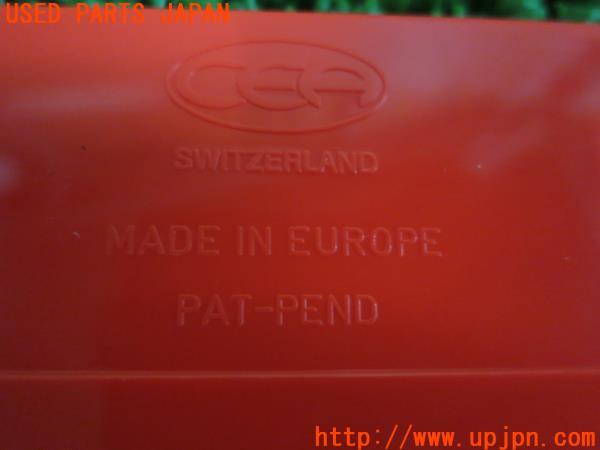 USED PARTS JAPAN
CEA
SWITZERLAND
MADE IN EUROPE
PAT-PEND
http://www.upjpn.com/